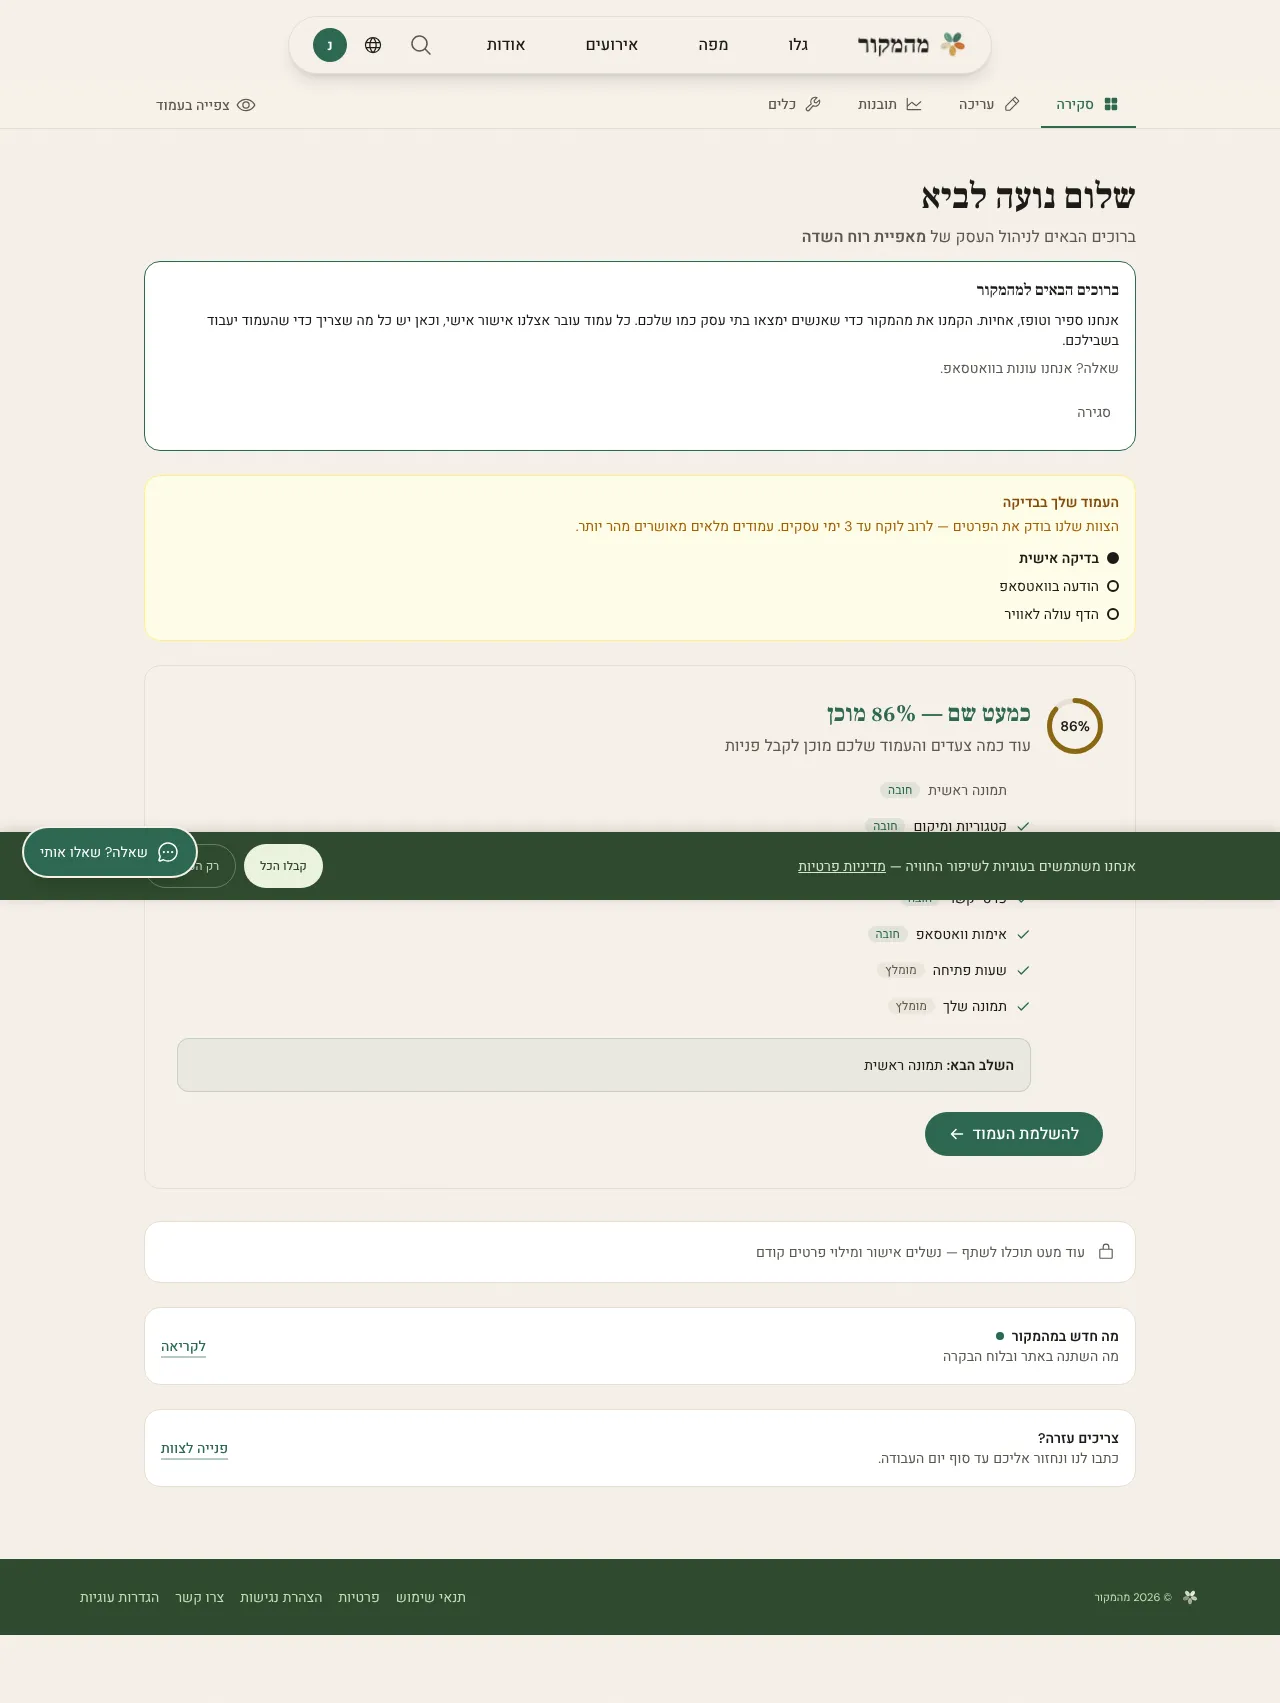 מהמקור
גלו
מפה
אירועים
אודות
נ
סקירה
עריכה
תובנות
כלים
צפייה בעמוד
שלום נועה לביא
ברוכים הבאים לניהול העסק של מאפיית רוח השדה
ברוכים הבאים למהמקור
אנחנו ספיר וטופז, אחיות. הקמנו את מהמקור כדי שאנשים ימצאו בתי עסק כמו שלכם. כל עמוד עובר אצלנו אישור אישי, וכאן יש כל מה שצריך כדי שהעמוד יעבוד
בשבילכם.
שאלה? אנחנו עונות בוואטסאפ.
סגירה
העמוד שלך בבדיקה
הצוות שלנו בודק את הפרטים — לרוב לוקח עד 3 ימי עסקים. עמודים מלאים מאושרים מהר יותר.
בדיקה אישית
הודעה בוואטסאפ
הדף עולה לאוויר
86%
כמעט שם — 86% מוכן
עוד כמה צעדים והעמוד שלכם מוכן לקבל פניות
תמונה ראשית חובה
קטגוריות ומיקום חובה
אנחנו משתמשים בעוגיות לשיפור החוויה — מדיניות פרטיות
קבלו הכל
רק
שאלה? שאלו אותי
אימות וואטסאפ חובה
שעות פתיחה מומלץ
תמונה שלך מומלץ
השלב הבא: תמונה ראשית
להשלמת העמוד ←
עוד מעט תוכלו לשתף — נשלים אישור ומילוי פרטים קודם
מה חדש במהמקור
מה השתנה באתר ובלוח הבקרה
לקריאה
צריכים עזרה?
כתבו לנו ונחזור אליכם עד סוף יום העבודה.
פנייה לצוות
© 2026 מהמקור
תנאי שימוש
פרטיות
הצהרת נגישות
צרו קשר
הגדרות עוגיות